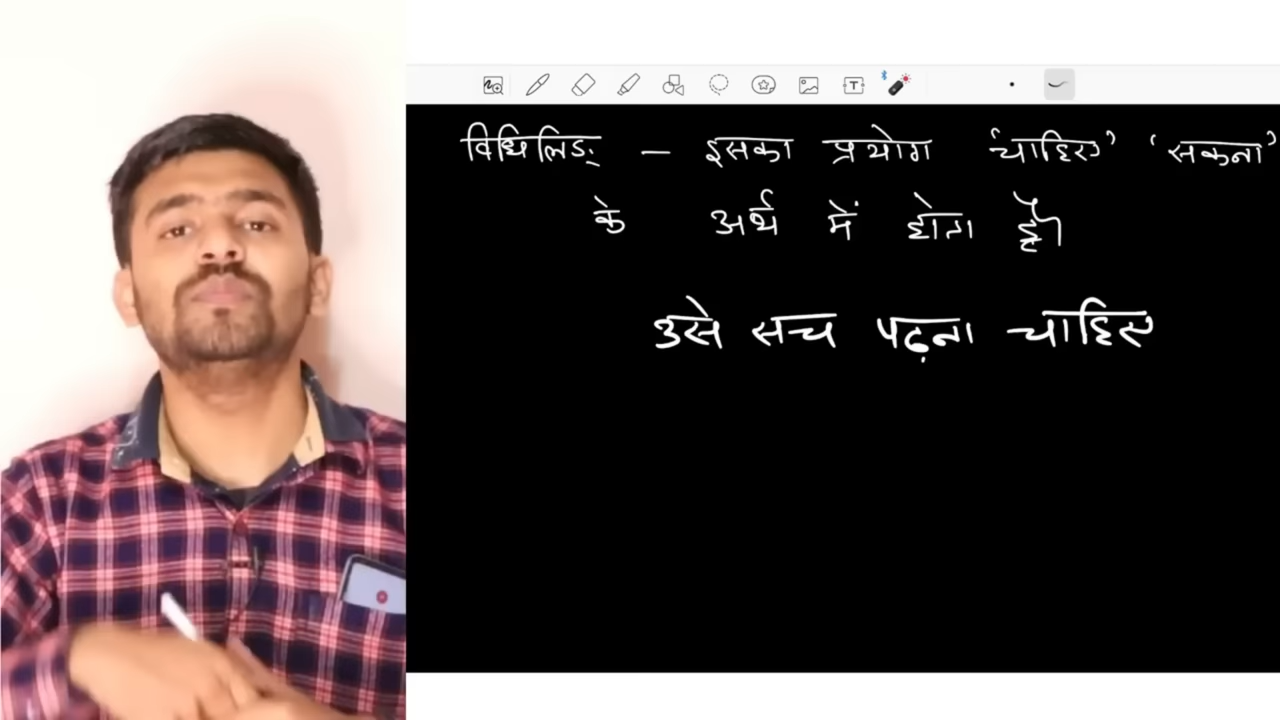 विधिलिङ्: - इसका प्रयोग 'चाहिए' 'सकना'
के अर्थ में होता है।
उसे सच पढ़ना चाहिए